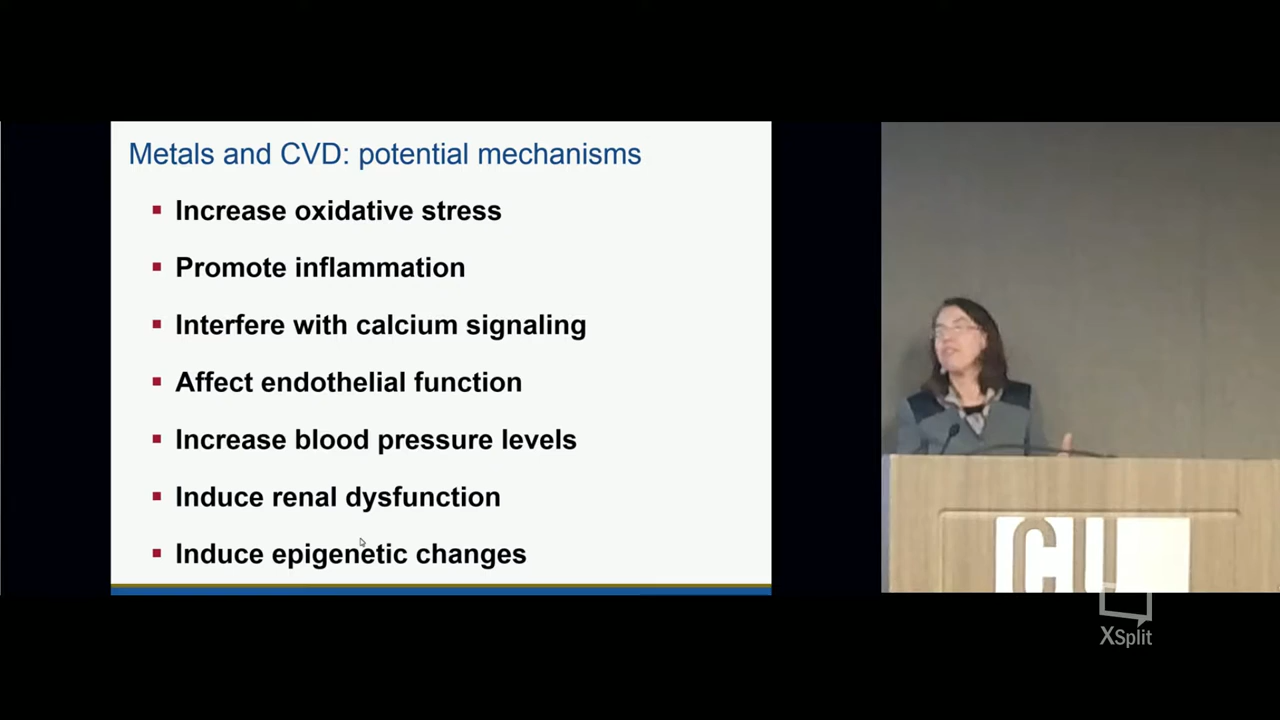 Metals and CVD: potential mechanisms
▪ Increase oxidative stress
▪ Promote inflammation
▪ Interfere with calcium signaling
▪ Affect endothelial function
▪ Increase blood pressure levels
▪ Induce renal dysfunction
▪ Induce epigenetic changes
CU
XSplit